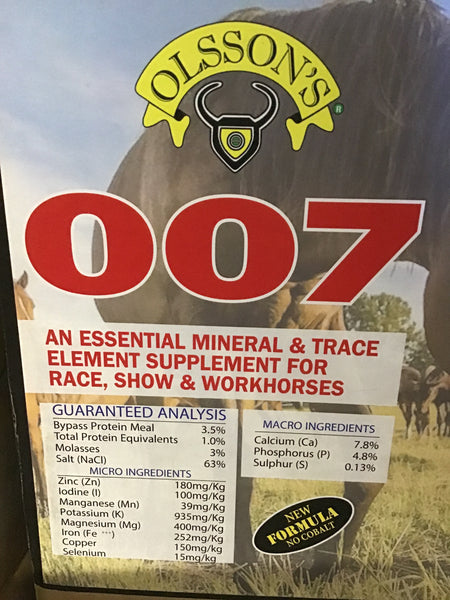 OLSSON'S
®
007
AN ESSENTIAL MINERAL & TRACE
ELEMENT SUPPLEMENT FOR
RACE, SHOW & WORKHORSES
GUARANTEED ANALYSIS
Bypass Protein Meal 3.5%
Total Protein Equivalents 1.0%
Molasses 3%
Salt (NaCl) 63%
MICRO INGREDIENTS
Zinc (Zn) 180mg/Kg
Iodine (I) 100mg/Kg
Manganese (Mn) 39mg/Kg
Potassium (K) 935mg/Kg
Magnesium (Mg) 400mg/Kg
Iron (Fe +++) 252mg/Kg
Copper 150mg/kg
Selenium 15mg/kg
MACRO INGREDIENTS
Calcium (Ca) 7.8%
Phosphorus (P) 4.8%
Sulphur (S) 0.13%
NEW
FORMULA
NO COBALT